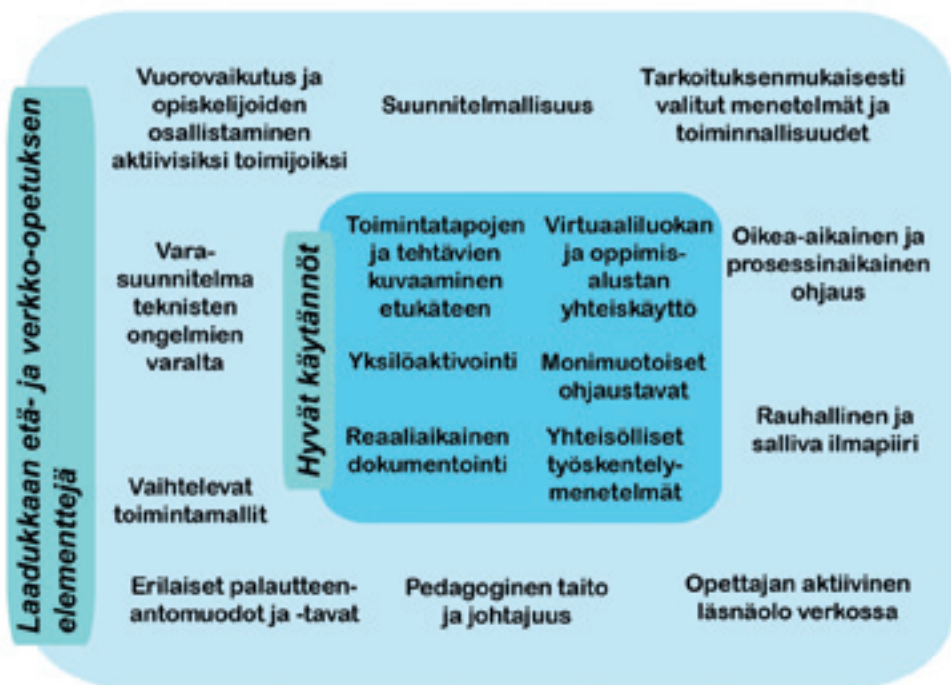 Laadukkaan etä- ja verkko-opetuksen
elementtejä
Vuorovaikutus ja
opiskelijoiden
osallistaminen
aktiivisiksi toimijoiksi
Suunnitelmallisuus
Tarkoituksenmukaisesti
valitut menetelmät ja
toiminnallisuudet
Vara-
suunnitelma
teknisten
ongelmien
varalta
Hyvät käytännöt
Toimintatapojen
ja tehtävien
kuvaaminen
etukäteen
Virtuaaliluokan
ja oppimis-
alustan
yhteiskäyttö
Yksilöaktivointi
Monimuotoiset
ohjaustavat
Reaaliaikainen
dokumentointi
Yhteisölliset
työskentely-
menetelmät
Oikea-aikainen ja
prosessinaikainen
ohjaus
Rauhallinen ja
salliva ilmapiiri
Vaihtelevat
toimintamallit
Erilaiset palautteen-
antomuodot ja -tavat
Pedagoginen taito
ja johtajuus
Opettajan aktiivinen
läsnäolo verkossa